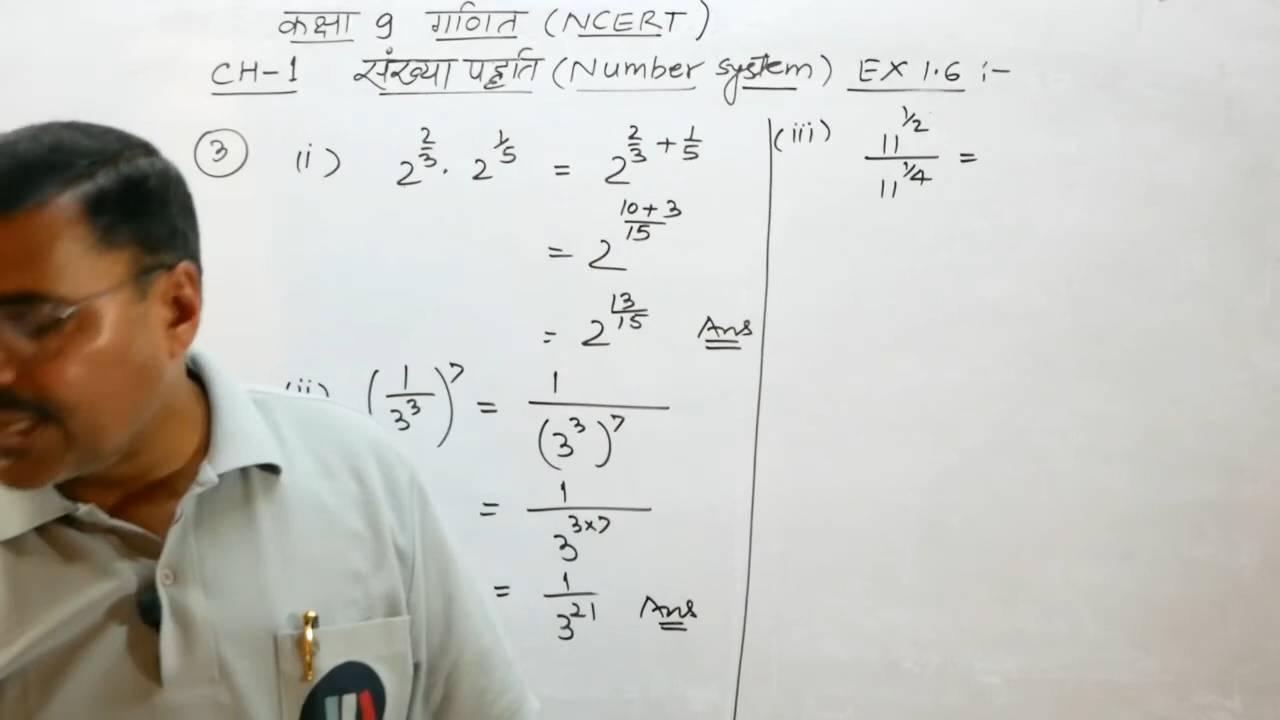 कक्षा 9 गणित (NCERT)
CH-1 संख्या पद्धति (Number system) EX 1.6 :-
3 (i) 2^{2/3} . 2^{1/5} = 2^{2/3 + 1/5}
= 2^{(10+3)/15}
= 2^{13/15} Ans
(ii) (1/3^3)^7 = 1/(3^3)^7
= 1/3^{3×7}
= 1/3^{21} Ans
(iii) 11^{1/2}/11^{1/4} =